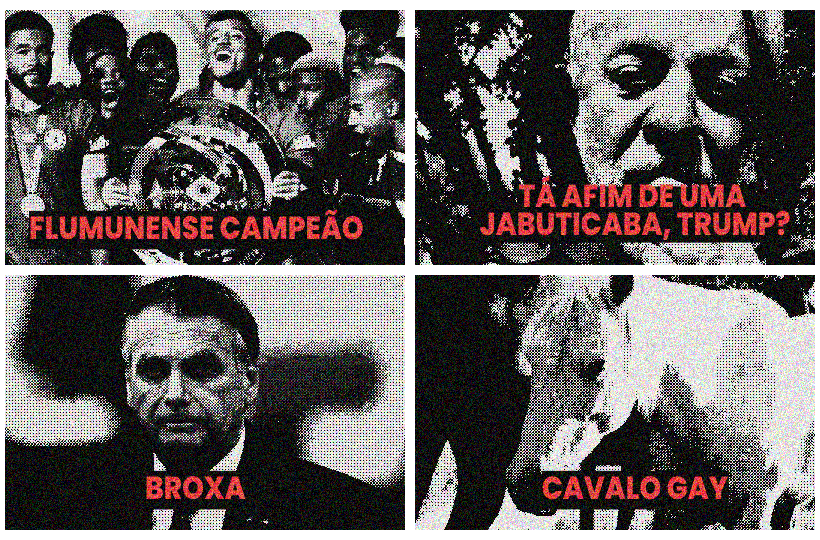 FLUMUNENSE CAMPEÃO
TÁ AFIM DE UMA
JABUTICABA, TRUMP?
BROXA
CAVALO GAY